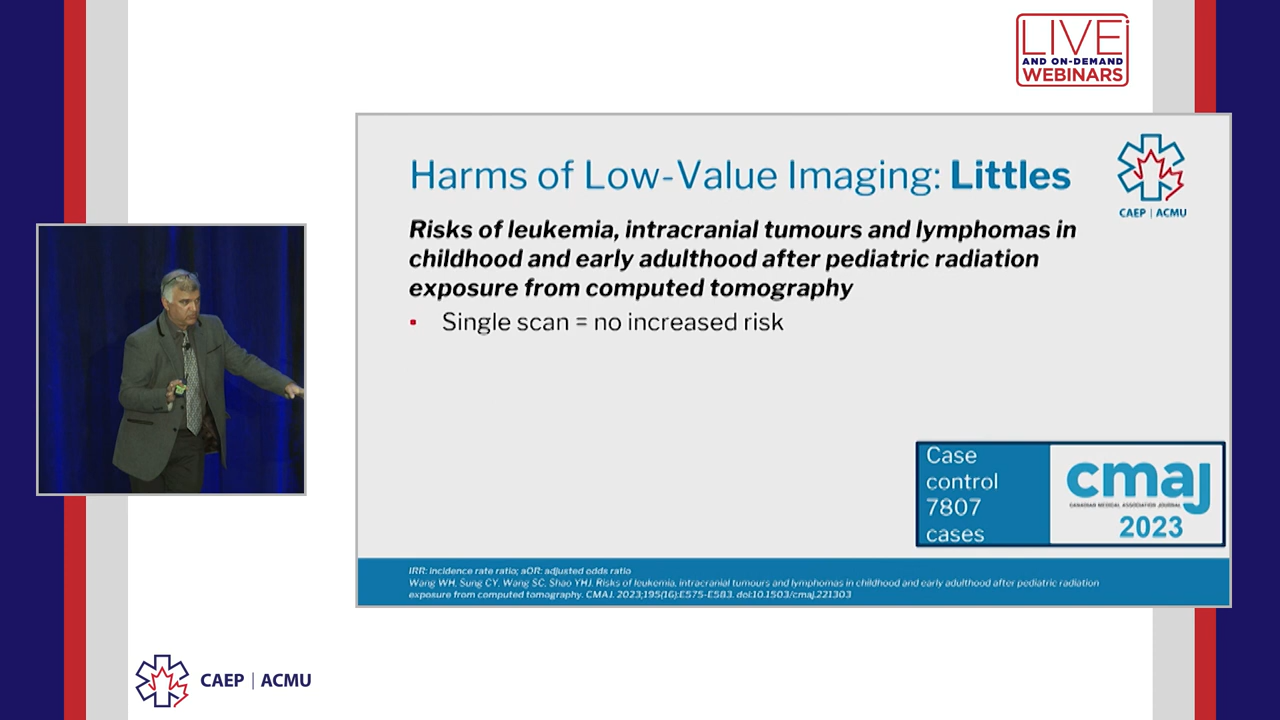 LIVE
AND ON-DEMAND
WEBINARS
Harms of Low-Value Imaging: Littles
CAEP | ACMU
Risks of leukemia, intracranial tumours and lymphomas in
childhood and early adulthood after pediatric radiation
exposure from computed tomography
• Single scan = no increased risk
Case
control
7807
cases
cmaj
CANADIAN MEDICAL ASSOCIATION JOURNAL
2023
IRR: incidence rate ratio; aOR: adjusted odds ratio
Wang WH, Sung CY, Wang SC, Shao YHJ. Risks of leukemia, intracranial tumours and lymphomas in childhood and early adulthood after pediatric radiation
exposure from computed tomography. CMAJ. 2023;195(16):E575-E583. doi:10.1503/cmaj.221303
CAEP | ACMU